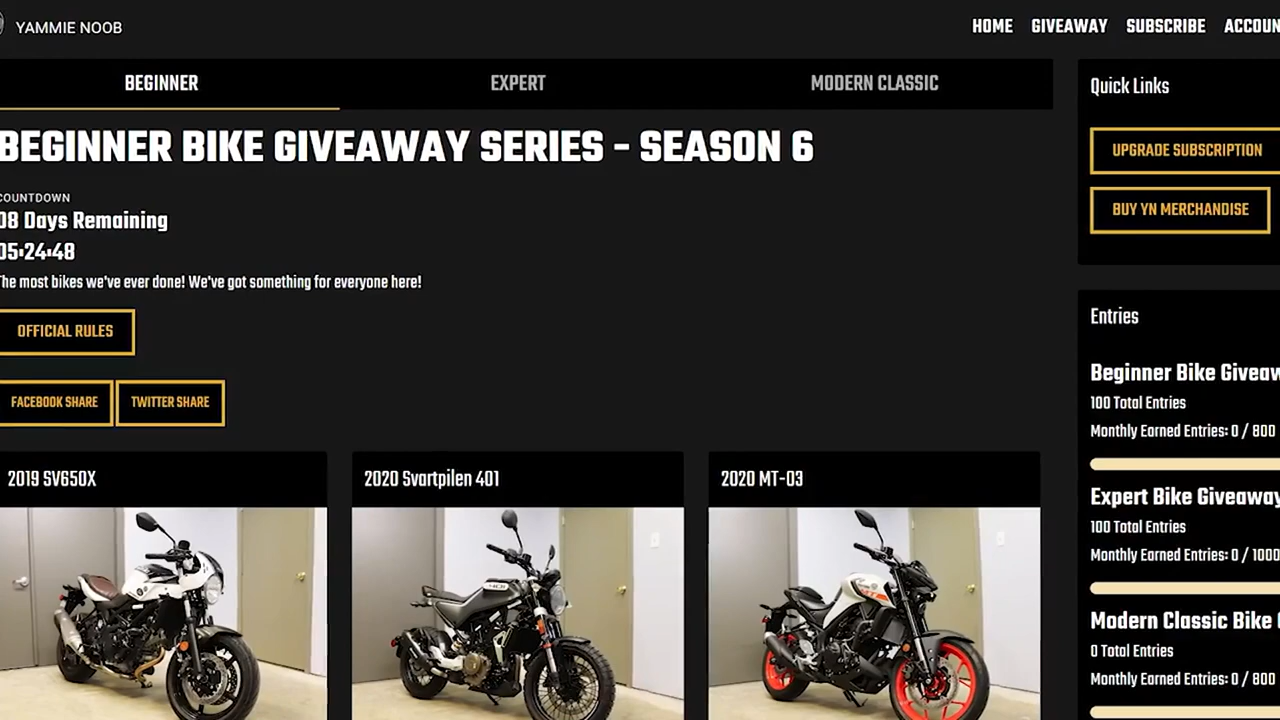 YAMMIE NOOB
HOME GIVEAWAY SUBSCRIBE ACCOUN
BEGINNER EXPERT MODERN CLASSIC
BEGINNER BIKE GIVEAWAY SERIES - SEASON 6
COUNTDOWN
08 Days Remaining
05:24:48
The most bikes we've ever done! We've got something for everyone here!
OFFICIAL RULES
FACEBOOK SHARE TWITTER SHARE
2019 SV650X
2020 Svartpilen 401
2020 MT-03
Quick Links
UPGRADE SUBSCRIPTION
BUY YN MERCHANDISE
Entries
Beginner Bike Giveaw
100 Total Entries
Monthly Earned Entries: 0 / 800
Expert Bike Giveaway
100 Total Entries
Monthly Earned Entries: 0 / 1000
Modern Classic Bike
0 Total Entries
Monthly Earned Entries: 0 / 800